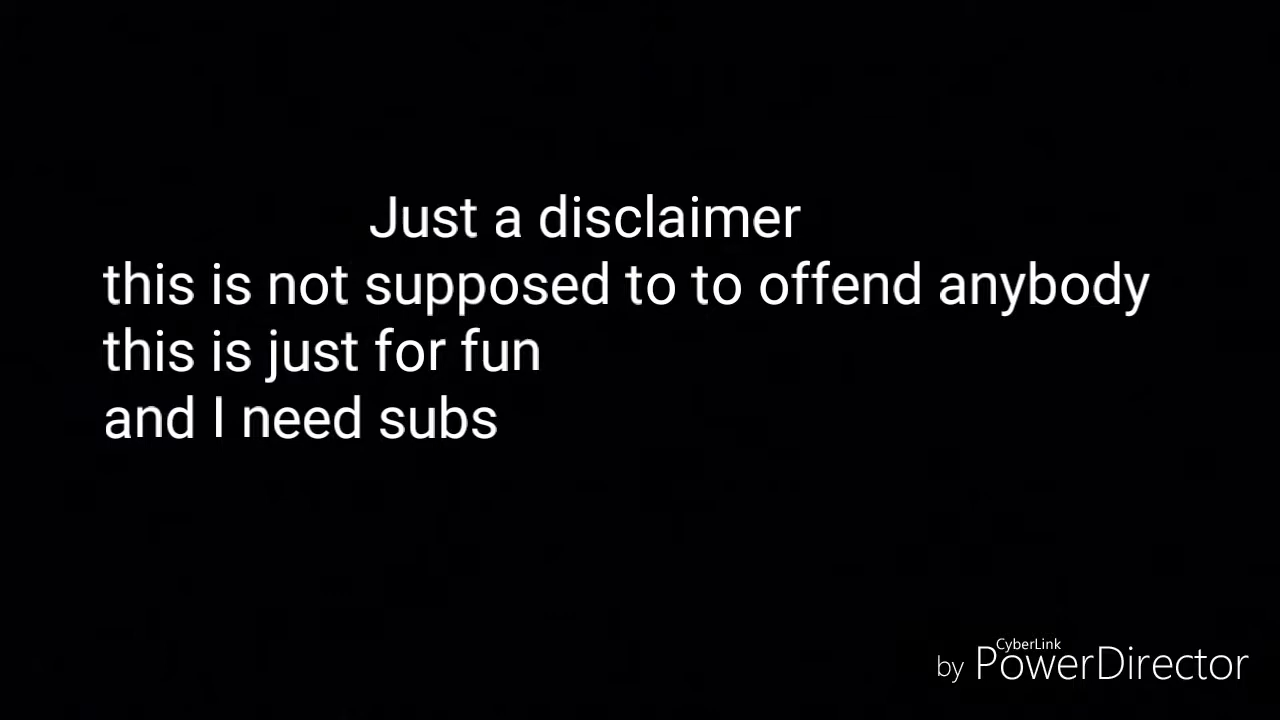 Just a disclaimer
this is not supposed to to offend anybody
this is just for fun
and I need subs
CyberLink
by PowerDirector